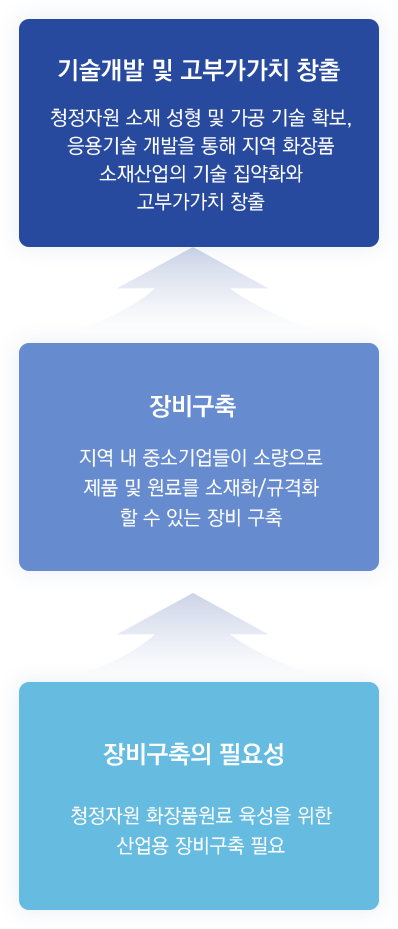 기술개발 및 고부가가치 창출
청정자원 소재 성형 및 가공 기술 확보,
응용기술 개발을 통해 지역 화장품
소재산업의 기술 집약화와
고부가가치 창출
장비구축
지역 내 중소기업들이 소량으로
제품 및 원료를 소재화/규격화
할 수 있는 장비 구축
장비구축의 필요성
청정자원 화장품원료 육성을 위한
산업용 장비구축 필요